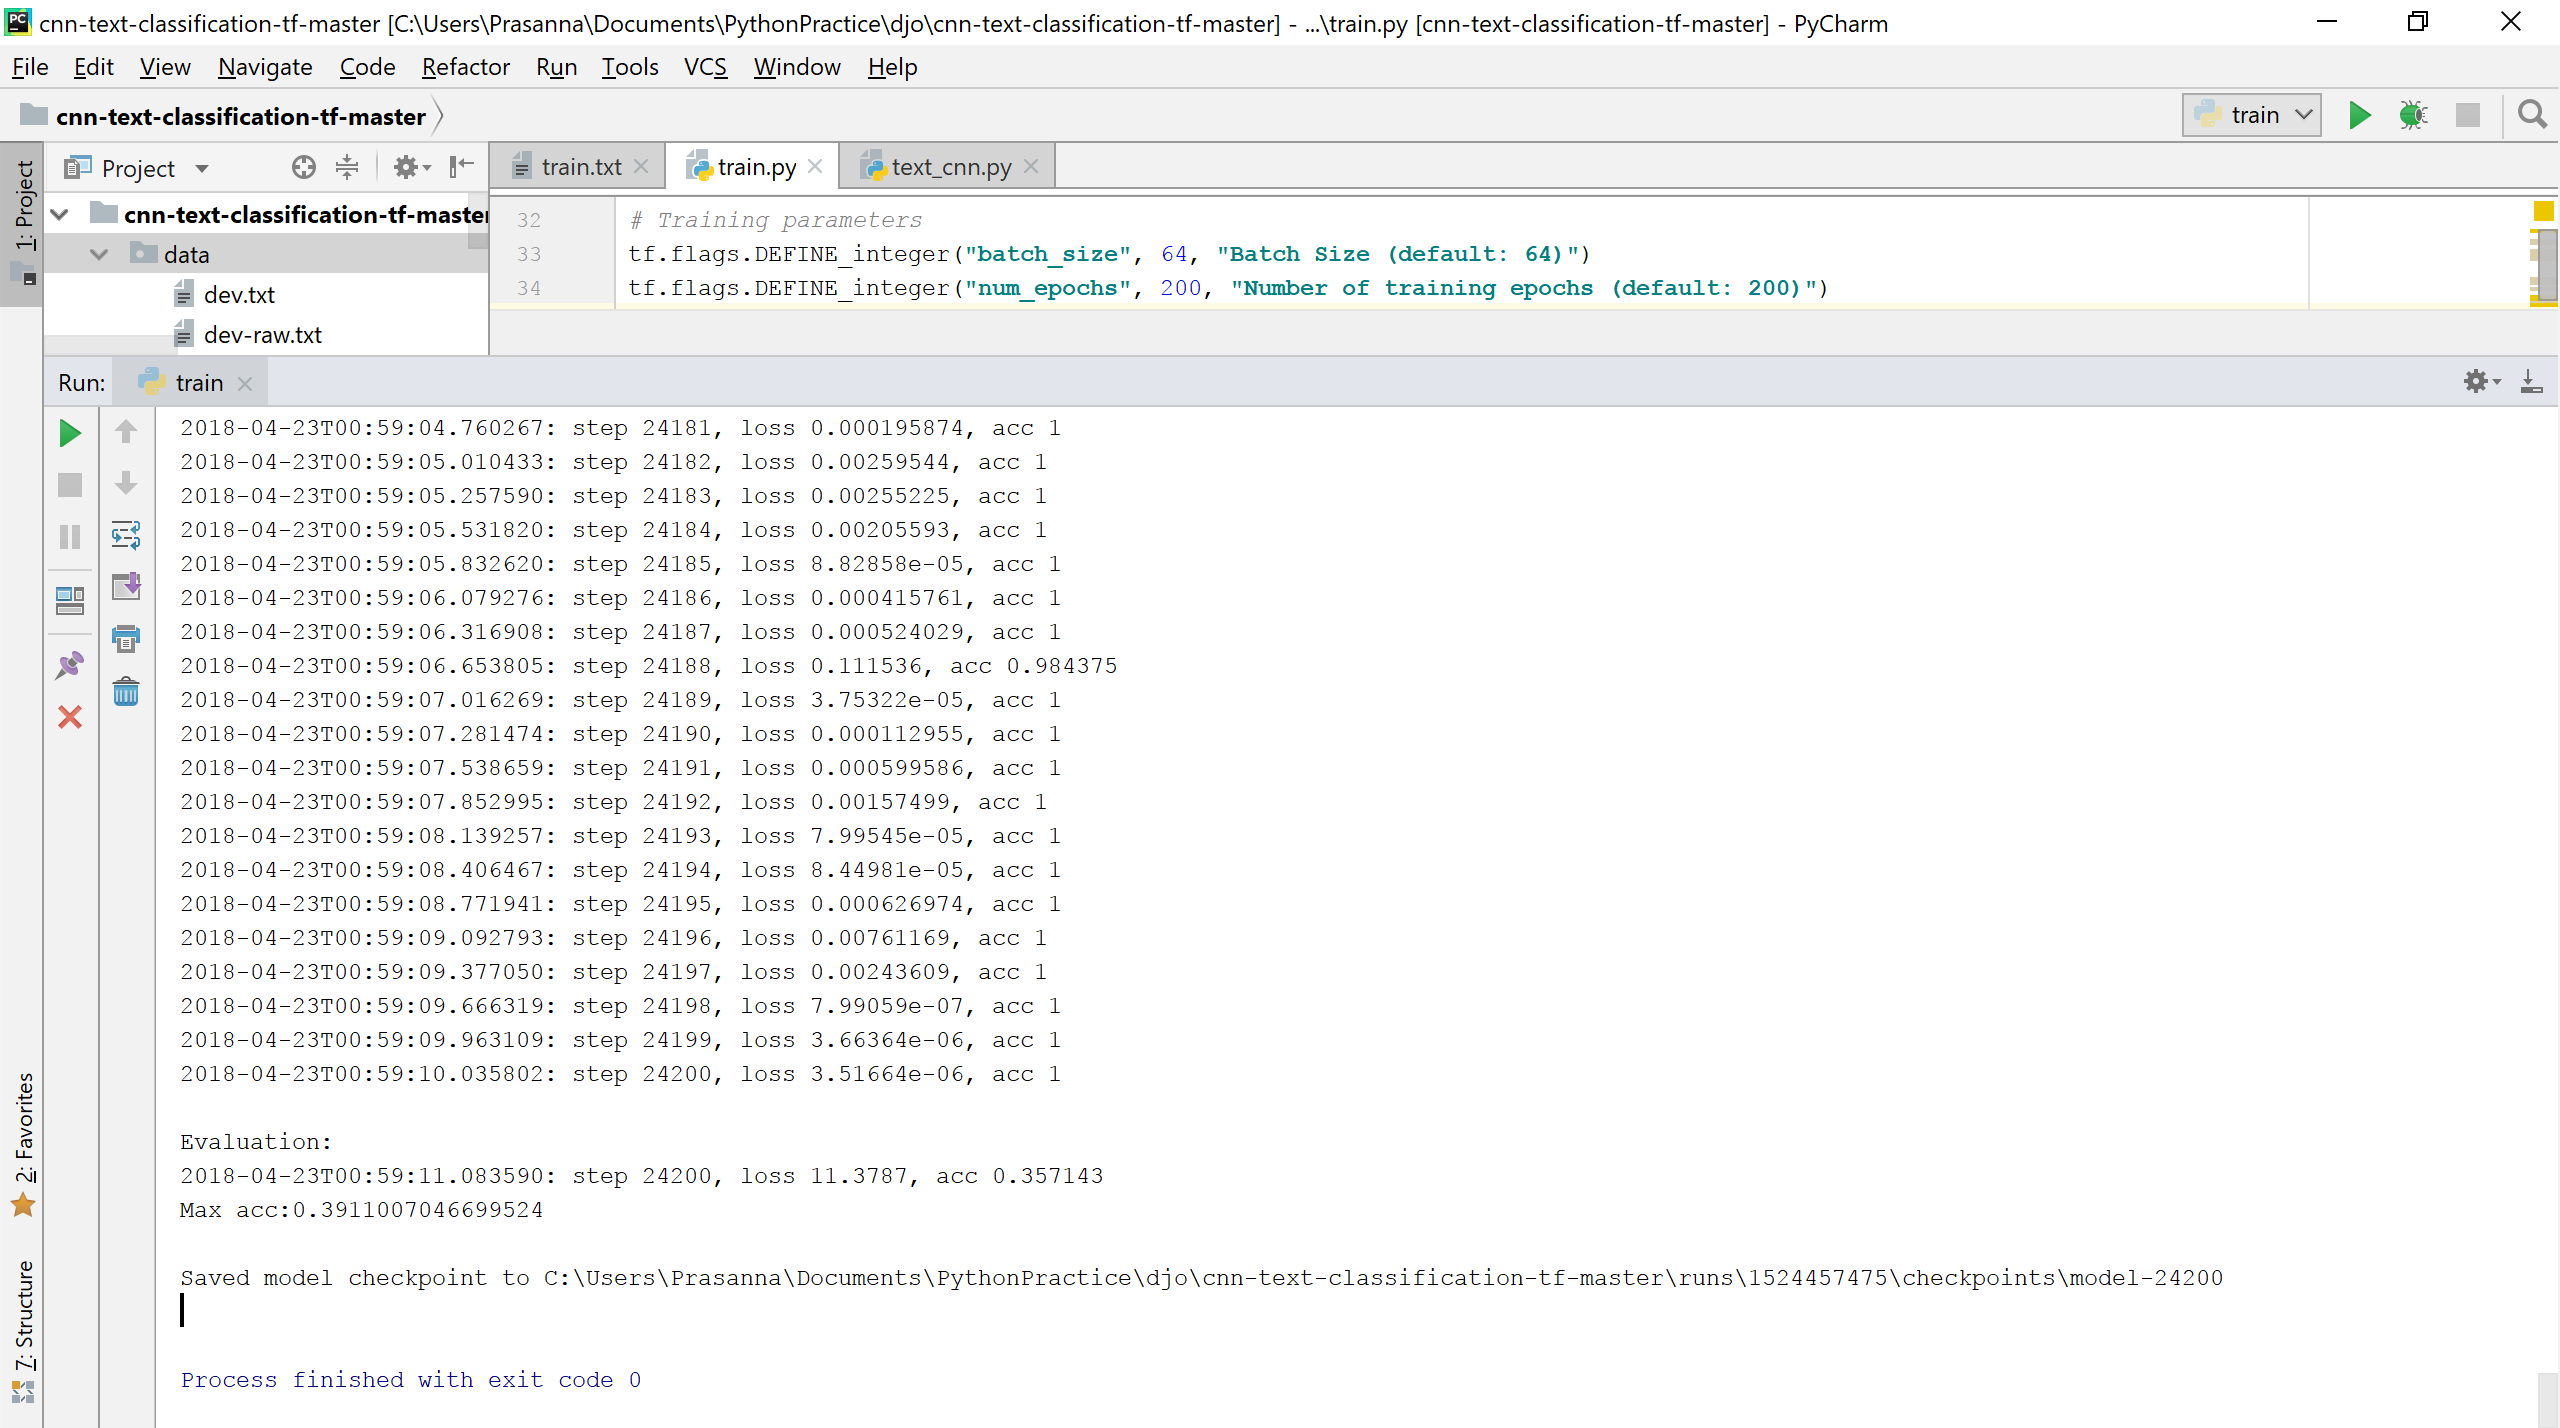 PC cnn-text-classification-tf-master [C:\Users\Prasanna\Documents\PythonPractice\djo\cnn-text-classification-tf-master] - ...\train.py [cnn-text-classification-tf-master] - PyCharm
File Edit View Navigate Code Refactor Run Tools VCS Window Help
cnn-text-classification-tf-master train
1: Project
Project train.txt train.py text_cnn.py
cnn-text-classification-tf-master
data
dev.txt
dev-raw.txt
32 # Training parameters
33 tf.flags.DEFINE_integer("batch_size", 64, "Batch Size (default: 64)")
34 tf.flags.DEFINE_integer("num_epochs", 200, "Number of training epochs (default: 200)")
Run: train
2018-04-23T00:59:04.760267: step 24181, loss 0.000195874, acc 1
2018-04-23T00:59:05.010433: step 24182, loss 0.00259544, acc 1
2018-04-23T00:59:05.257590: step 24183, loss 0.00255225, acc 1
2018-04-23T00:59:05.531820: step 24184, loss 0.00205593, acc 1
2018-04-23T00:59:05.832620: step 24185, loss 8.82858e-05, acc 1
2018-04-23T00:59:06.079276: step 24186, loss 0.000415761, acc 1
2018-04-23T00:59:06.316908: step 24187, loss 0.000524029, acc 1
2018-04-23T00:59:06.653805: step 24188, loss 0.111536, acc 0.984375
2018-04-23T00:59:07.016269: step 24189, loss 3.75322e-05, acc 1
2018-04-23T00:59:07.281474: step 24190, loss 0.000112955, acc 1
2018-04-23T00:59:07.538659: step 24191, loss 0.000599586, acc 1
2018-04-23T00:59:07.852995: step 24192, loss 0.00157499, acc 1
2018-04-23T00:59:08.139257: step 24193, loss 7.99545e-05, acc 1
2018-04-23T00:59:08.406467: step 24194, loss 8.44981e-05, acc 1
2018-04-23T00:59:08.771941: step 24195, loss 0.000626974, acc 1
2018-04-23T00:59:09.092793: step 24196, loss 0.00761169, acc 1
2018-04-23T00:59:09.377050: step 24197, loss 0.00243609, acc 1
2018-04-23T00:59:09.666319: step 24198, loss 7.99059e-07, acc 1
2018-04-23T00:59:09.963109: step 24199, loss 3.66364e-06, acc 1
2018-04-23T00:59:10.035802: step 24200, loss 3.51664e-06, acc 1
Evaluation:
2018-04-23T00:59:11.083590: step 24200, loss 11.3787, acc 0.357143
Max acc:0.3911007046699524
Saved model checkpoint to C:\Users\Prasanna\Documents\PythonPractice\djo\cnn-text-classification-tf-master\runs\1524457475\checkpoints\model-24200
Process finished with exit code 0
2: Favorites
7: Structure